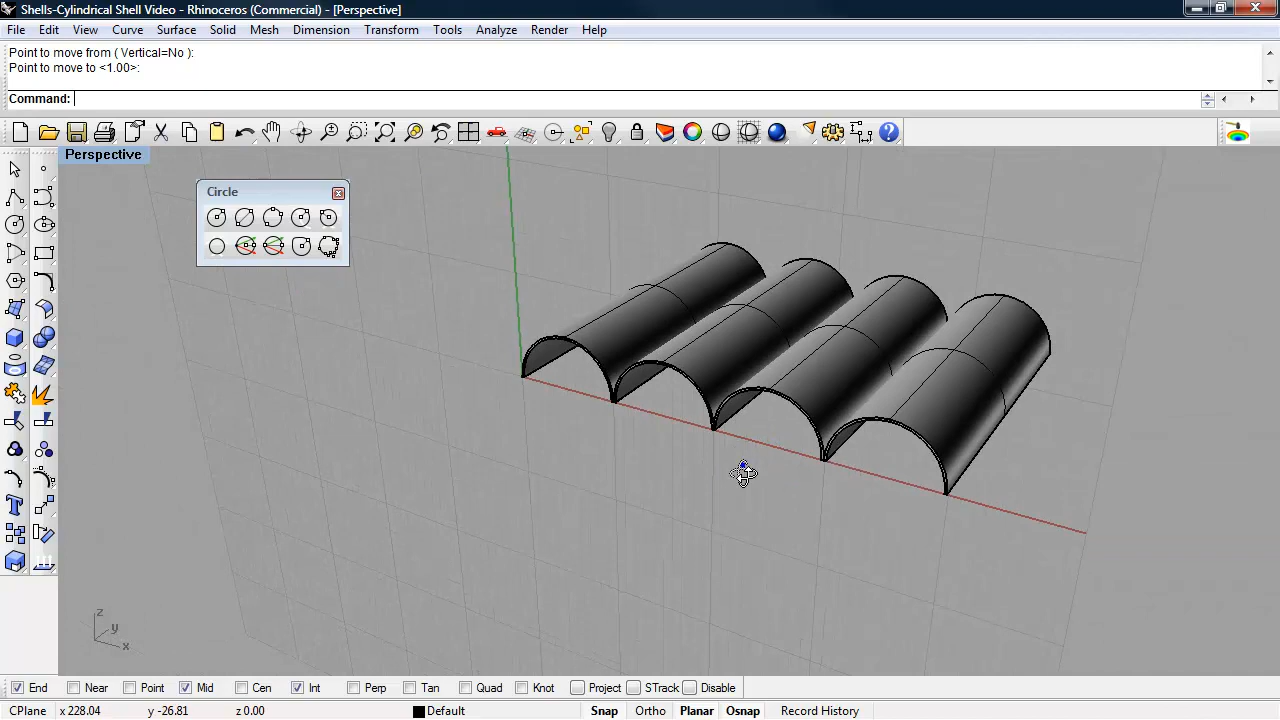 Shells-Cylindrical Shell Video - Rhinoceros (Commercial) - [Perspective]
File Edit View Curve Surface Solid Mesh Dimension Transform Tools Analyze Render Help
Point to move from ( Vertical=No ):
Point to move to <1.00>:
Command:
Perspective
Circle
z
y
x
End Near Point Mid Cen Int Perp Tan Quad Knot Project STrack Disable
CPlane x 228.04 y -26.81 z 0.00 Default Snap Ortho Planar Osnap Record History